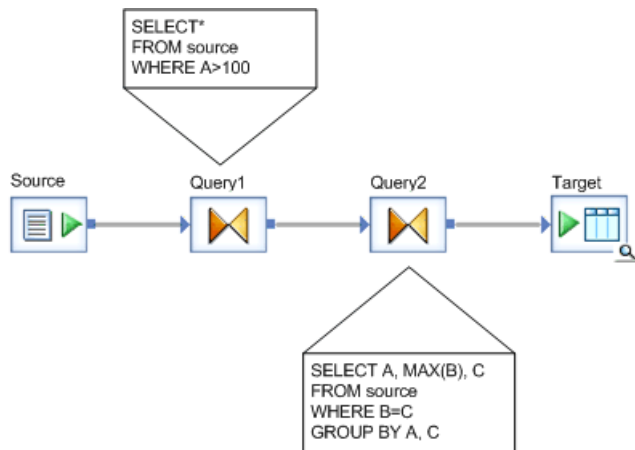 SELECT*
FROM source
WHERE A>100
Source
Query1
Query2
Target
SELECT A, MAX(B), C
FROM source
WHERE B=C
GROUP BY A, C